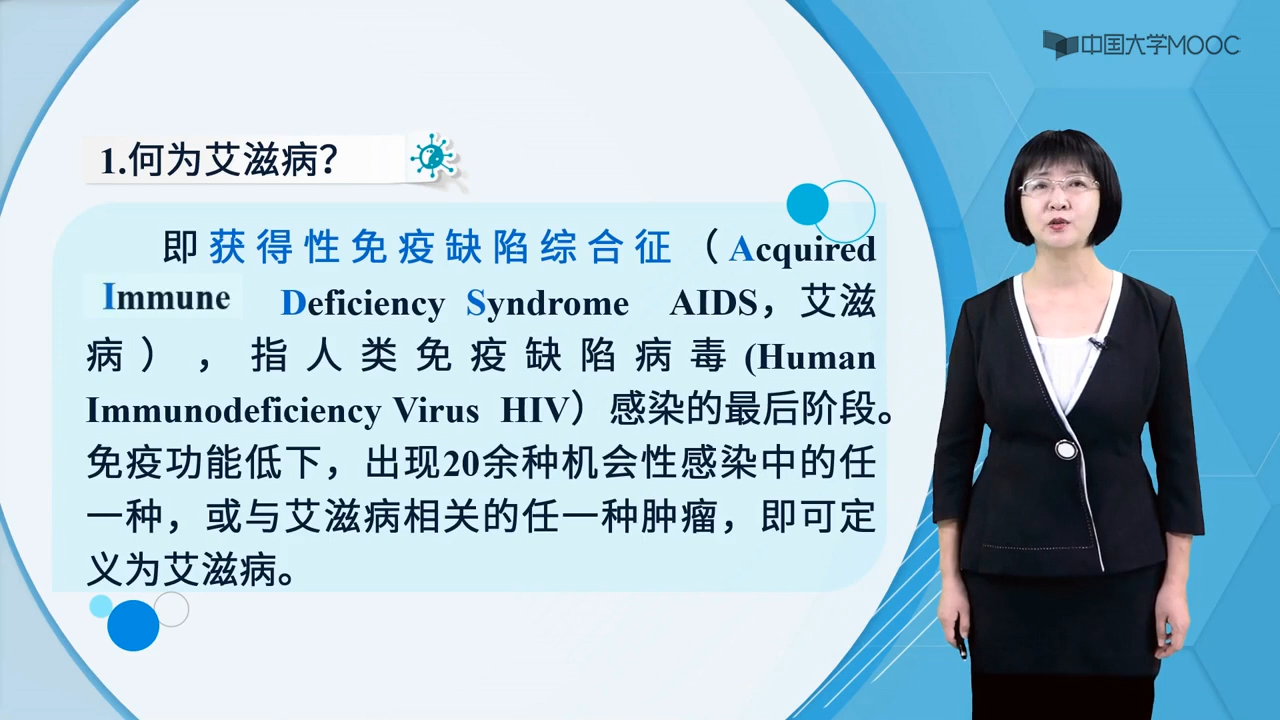 中国大学MOOC
1.何为艾滋病？
即获得性免疫缺陷综合征（Acquired
Immune Deficiency Syndrome AIDS，艾滋
病），指人类免疫缺陷病毒(Human
Immunodeficiency Virus HIV）感染的最后阶段。
免疫功能低下，出现20余种机会性感染中的任
一种，或与艾滋病相关的任一种肿瘤，即可定
义为艾滋病。